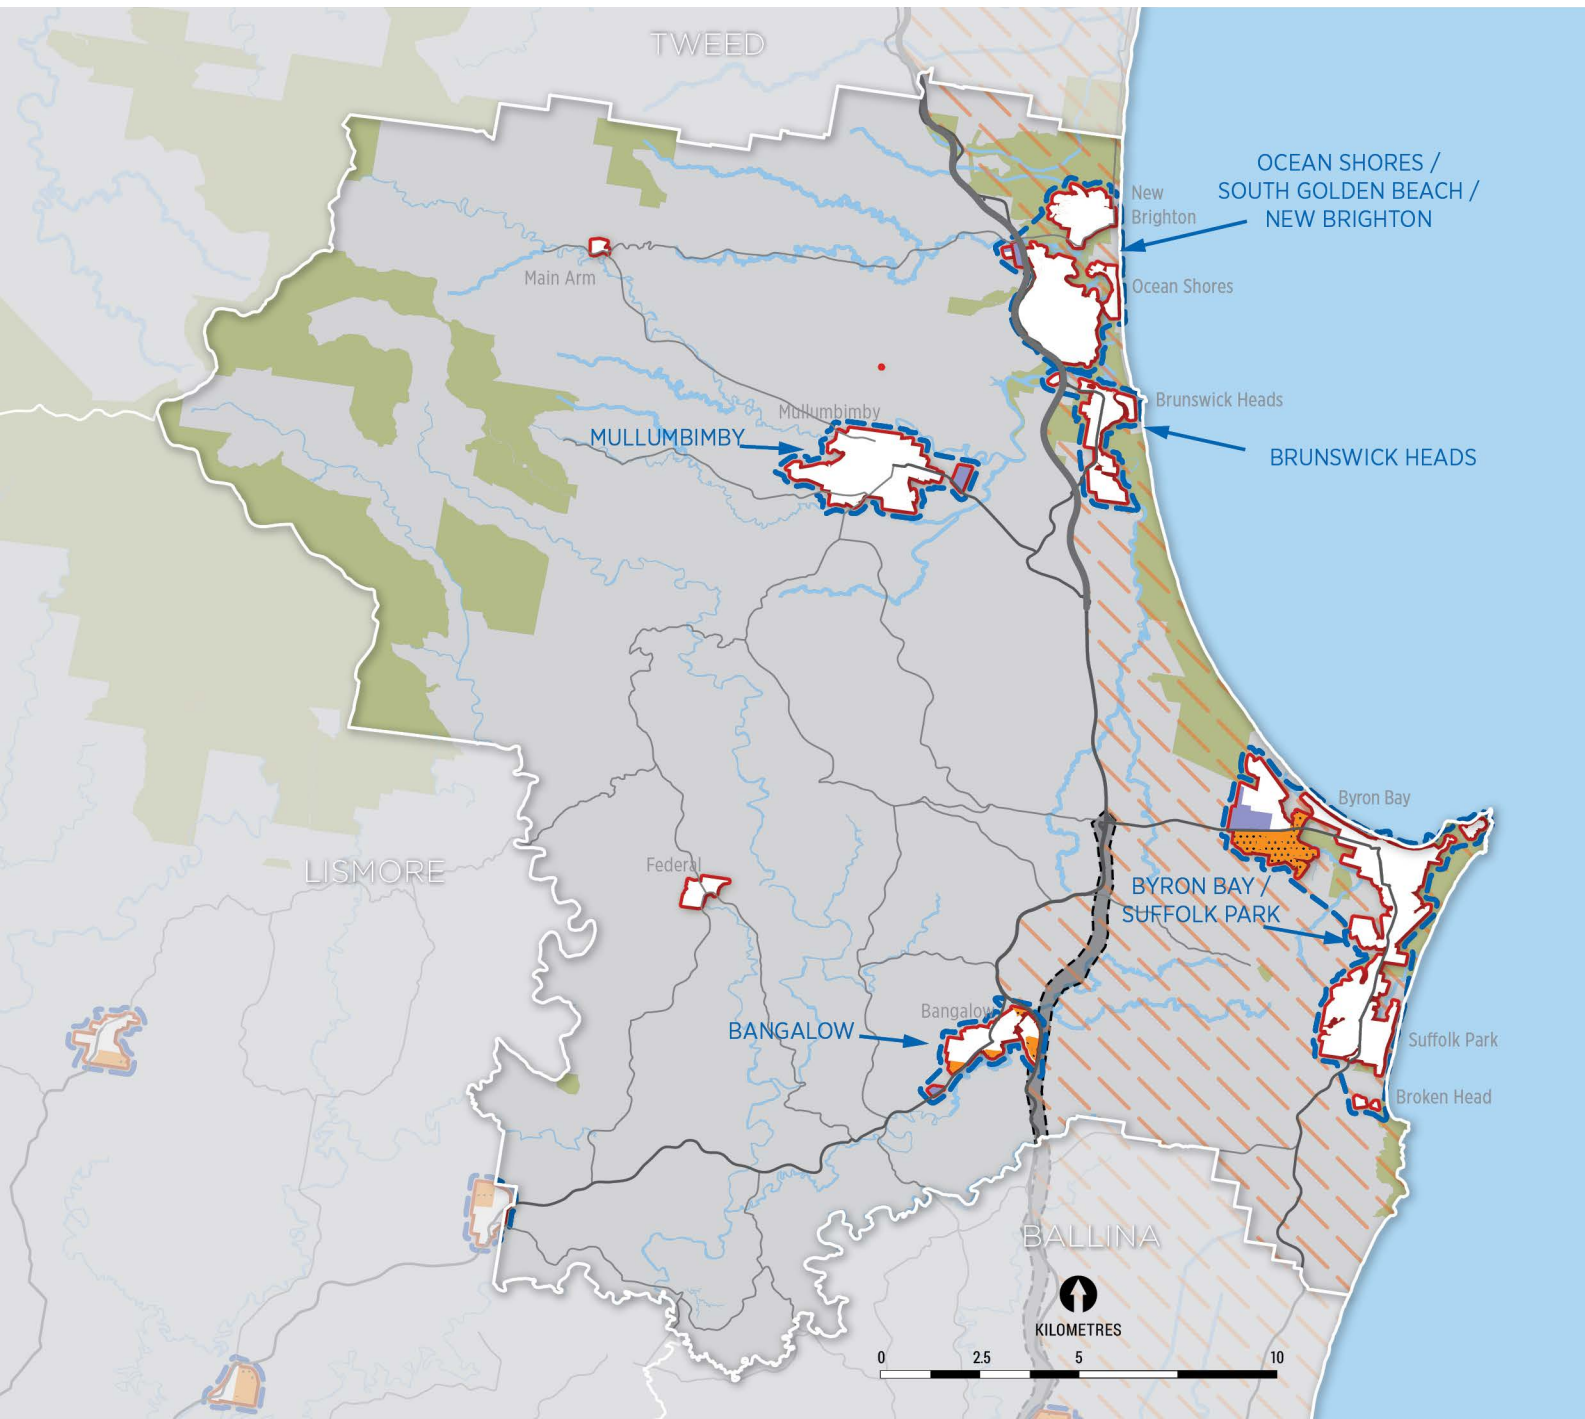 TWEED
OCEAN SHORES /
SOUTH GOLDEN BEACH /
NEW BRIGHTON
New
Brighton
Main Arm
Ocean Shores
Brunswick Heads
Mullumbimby
MULLUMBIMBY
BRUNSWICK HEADS
Byron Bay
LISMORE
Federal
BYRON BAY /
SUFFOLK PARK
Bangalow
BANGALOW
Suffolk Park
Broken Head
BALLINA
KILOMETRES
0 2.5 5 10